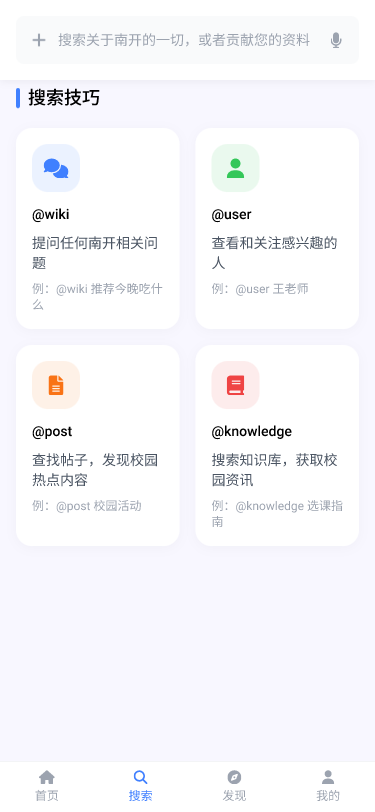 搜索关于南开的一切，或者贡献您的资料
搜索技巧
@wiki
提问任何南开相关问
题
例：@wiki 推荐今晚吃什
么
@user
查看和关注感兴趣的
人
例：@user 王老师
@post
查找帖子，发现校园
热点内容
例：@post 校园活动
@knowledge
搜索知识库，获取校
园资讯
例：@knowledge 选课指
南
首页
搜索
发现
我的